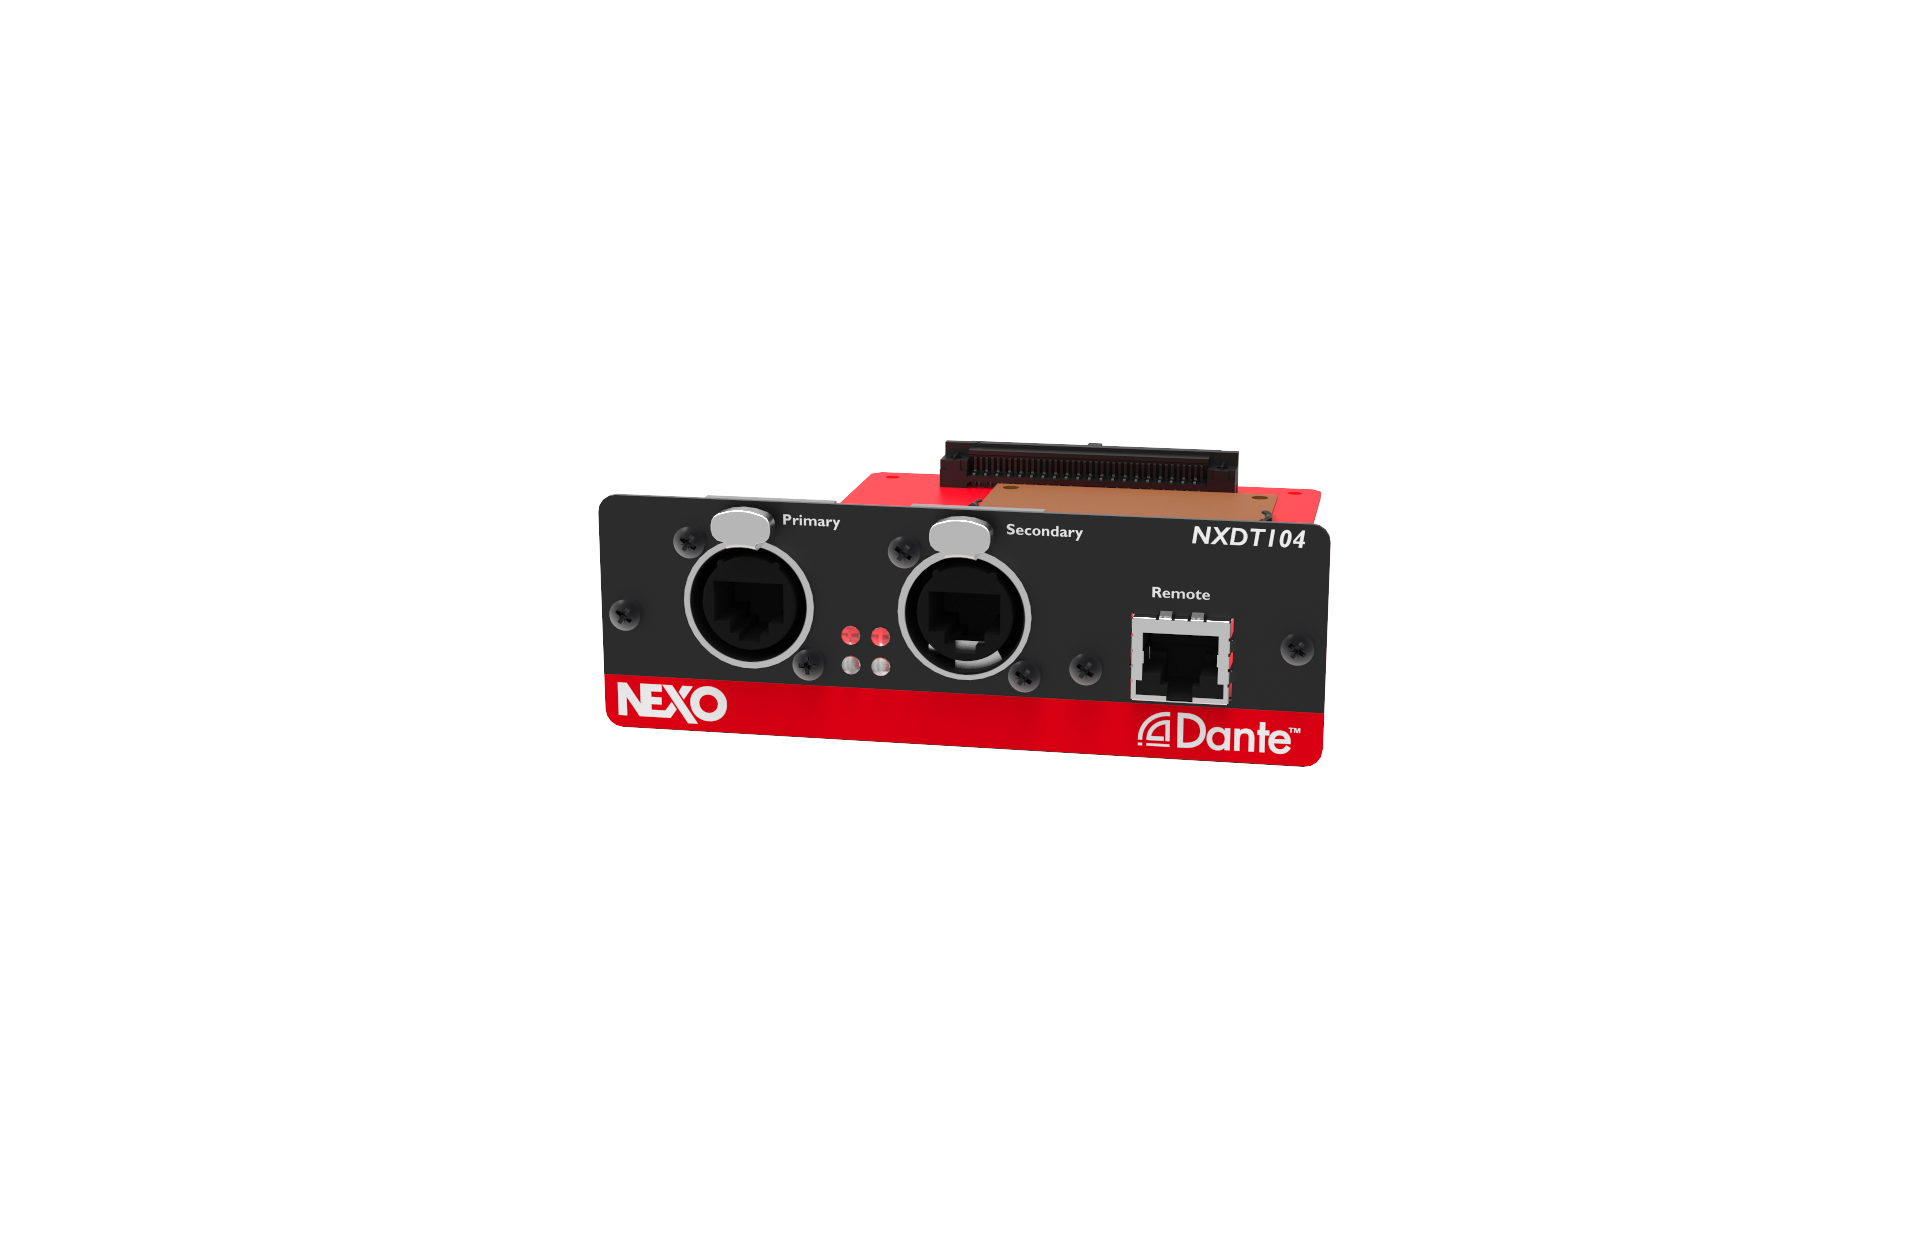 Primary
Secondary
NXDT104
Remote
NEXO
Dante™